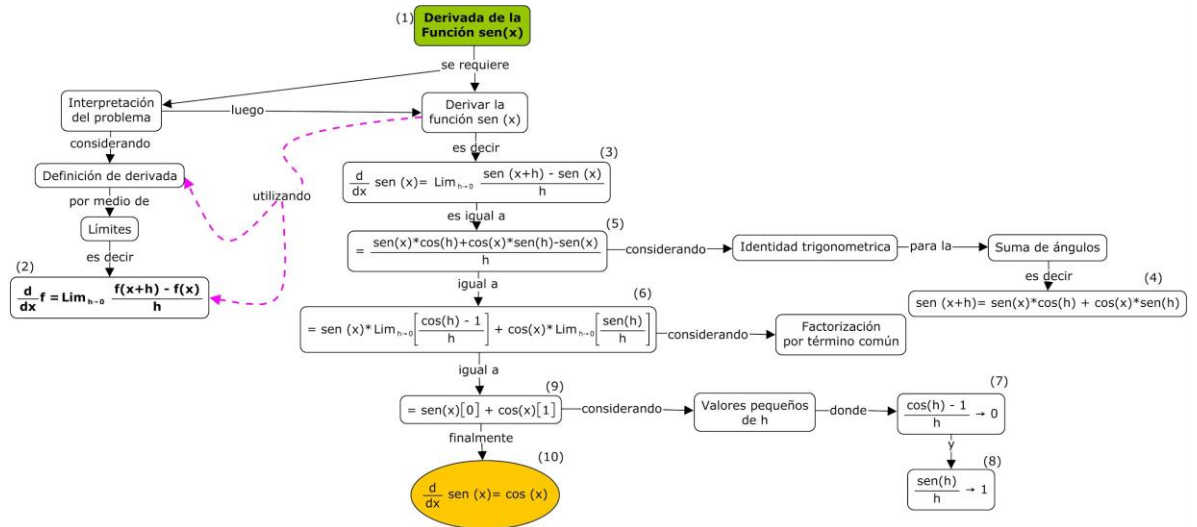 (1)
Derivada de la
Función sen(x)
se requiere
Interpretación
del problema
luego
Derivar la
función sen (x)
considerando
es decir
Definición de derivada
(3)
d/dx sen (x)= Lim h→0 sen (x+h) - sen (x)/h
utilizando
por medio de
Límites
es igual a
(5)
= sen(x)*cos(h)+cos(x)*sen(h)-sen(x)/h
considerando
Identidad trigonometrica
para la
Suma de ángulos
es decir
(2)
d/dx f = Lim h→0 f(x+h) - f(x)/h
igual a
es decir
(4)
sen (x+h)= sen(x)*cos(h) + cos(x)*sen(h)
(6)
= sen (x)*Lim h→0 [cos(h) - 1/h] + cos(x)*Lim h→0 [sen(h)/h]
considerando
Factorización
por término común
igual a
(9)
= sen(x)[0] + cos(x)[1]
considerando
Valores pequeños
de h
donde
(7)
cos(h) - 1/h → 0
y
(8)
sen(h)/h → 1
finalmente
(10)
d/dx sen (x)= cos (x)